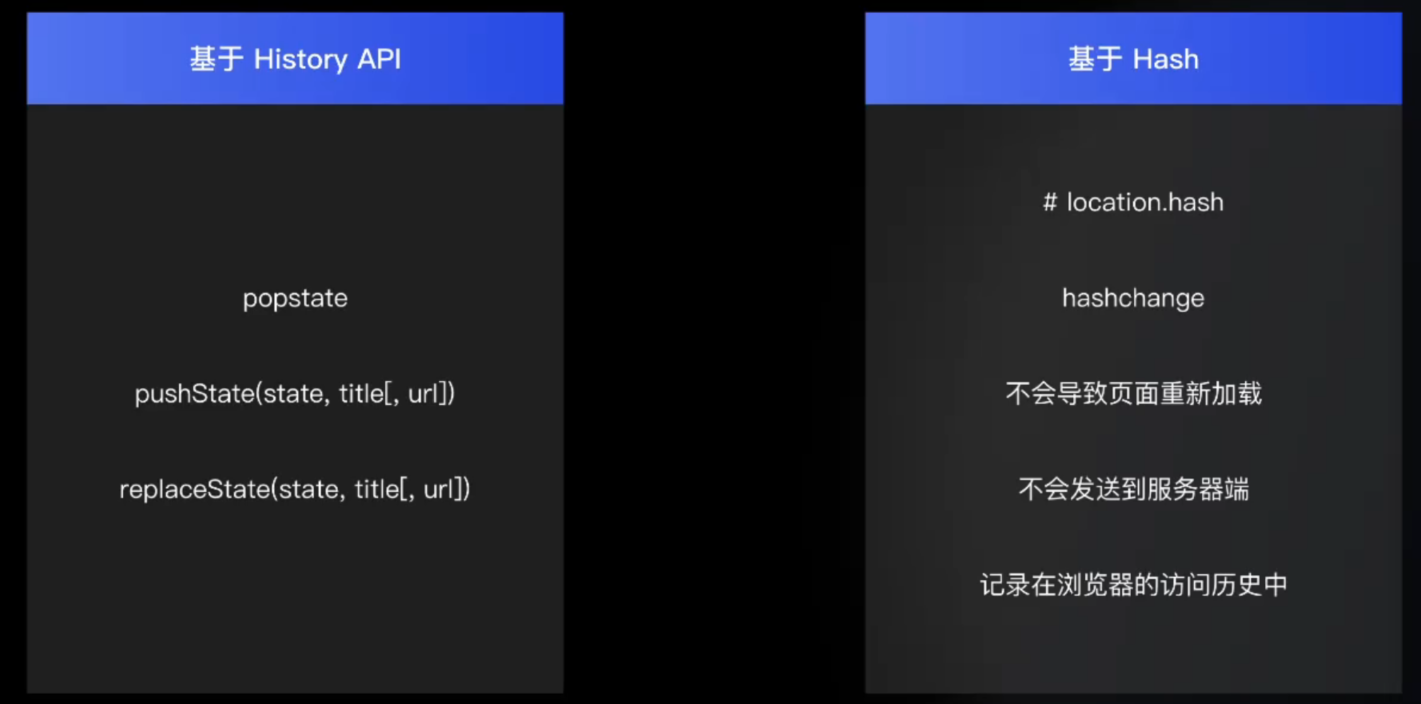 基于 History API
popstate
pushState(state, title[, url])
replaceState(state, title[, url])
基于 Hash
# location.hash
hashchange
不会导致页面重新加载
不会发送到服务器端
记录在浏览器的访问历史中